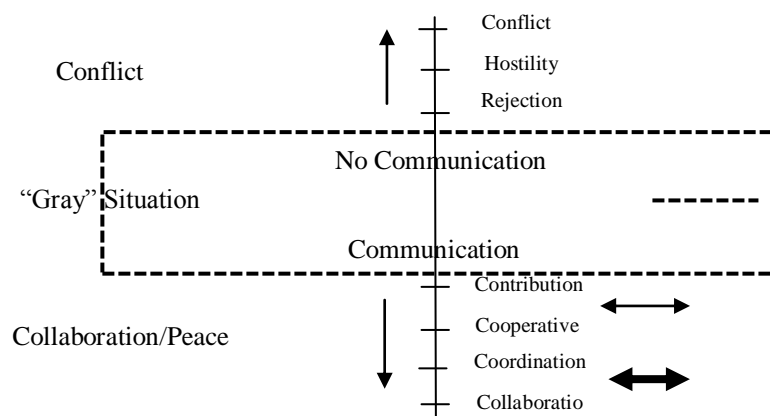 Conflict
Conflict
Hostility
Rejection
No Communication
“Gray” Situation
Communication
Contribution
Collaboration/Peace
Cooperative
Coordination
Collaboratio